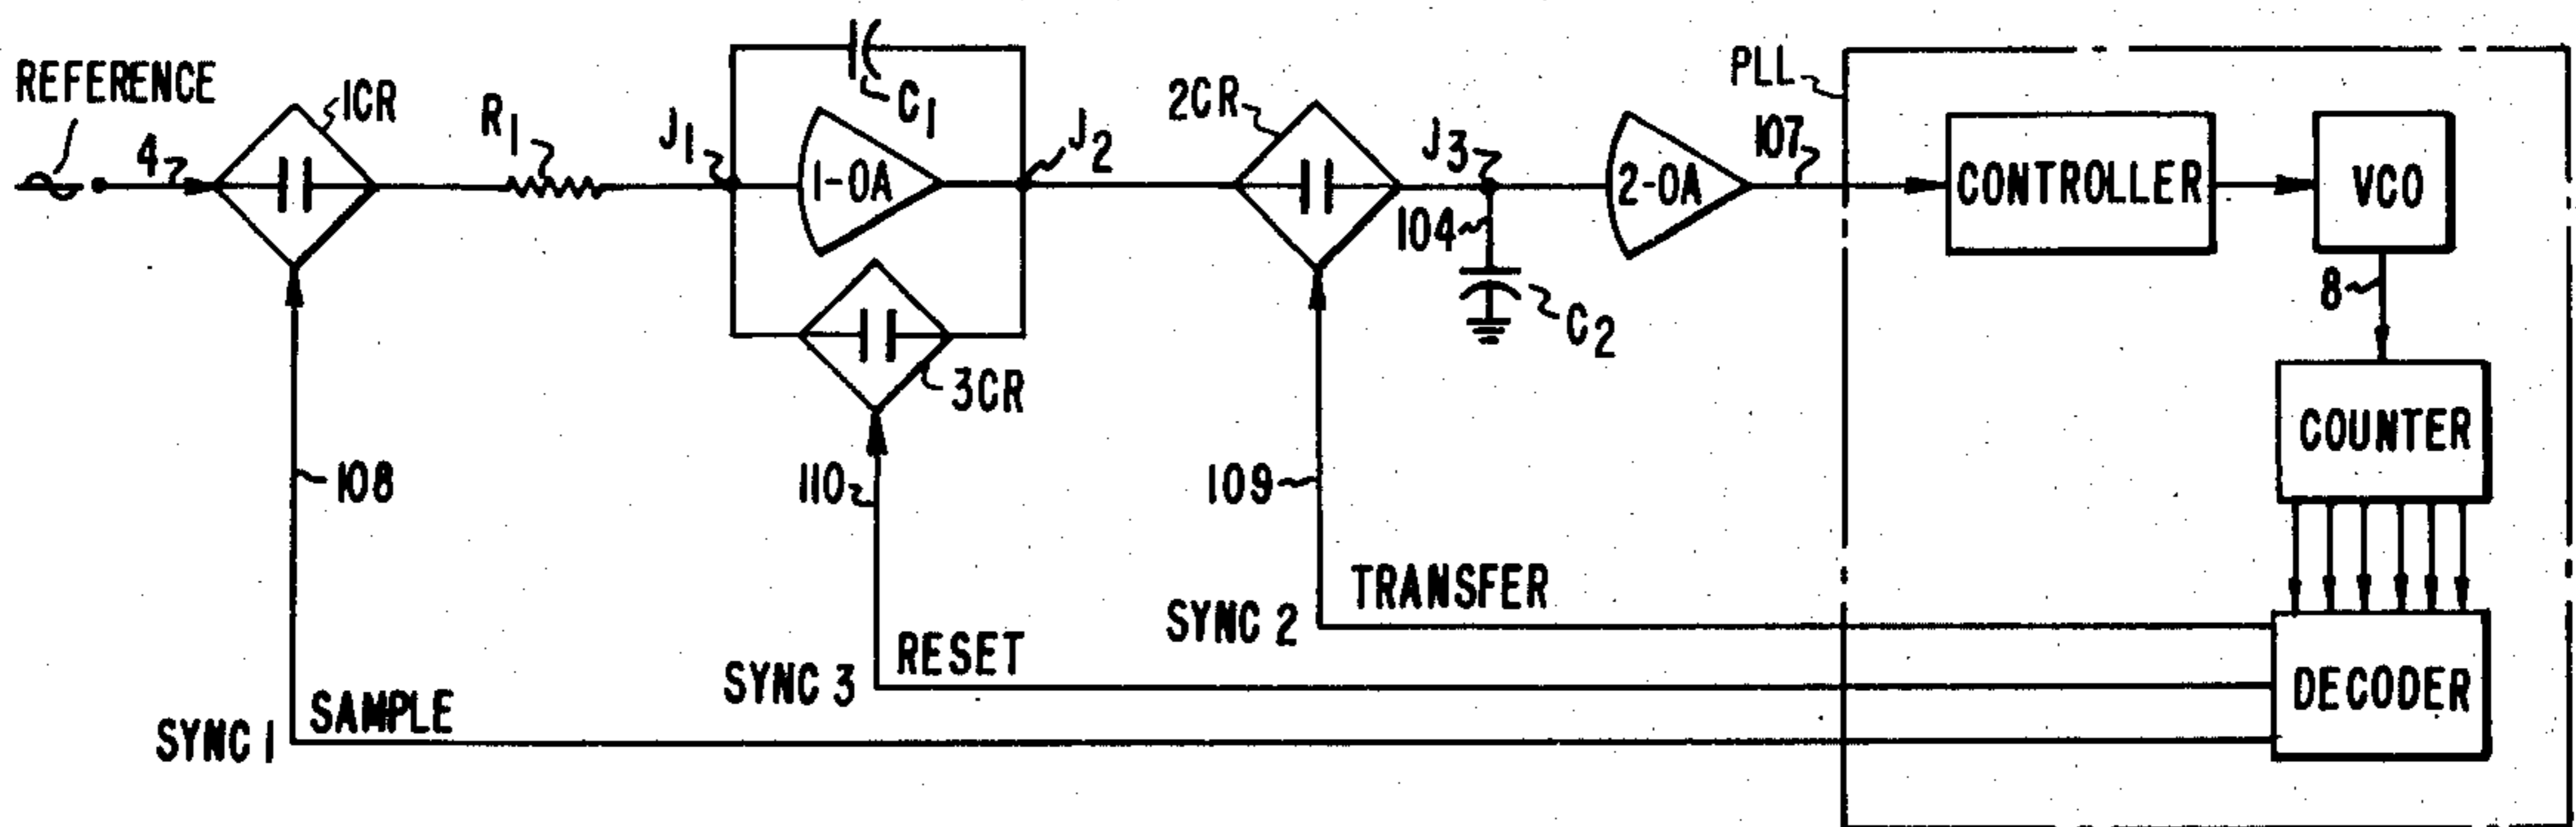 REFERENCE
4
1CR
R1
J1
C1
1-OA
J2
3CR
2CR
J3
104
C2
2-OA
107
PLL
CONTROLLER
VCO
8
COUNTER
DECODER
108
110
109
TRANSFER
SYNC 2
RESET
SYNC 3
SAMPLE
SYNC 1